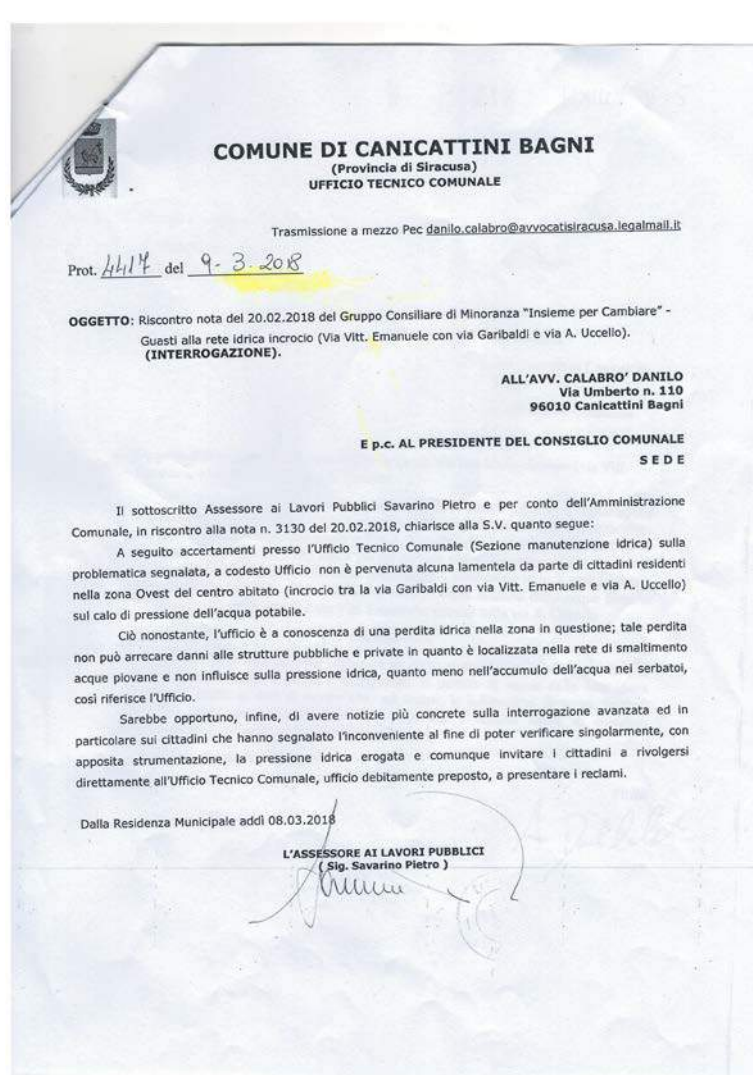 COMUNE DI CANICATTINI BAGNI
(Provincia di Siracusa)
UFFICIO TECNICO COMUNALE
Trasmissione a mezzo Pec danilo.calabro@avvocatisiracusa.legalmail.it
Prot. 4417 del 9-3-2018
OGGETTO: Riscontro nota del 20.02.2018 del Gruppo Consiliare di Minoranza "Insieme per Cambiare" -
Guasti alla rete idrica incrocio (Via Vitt. Emanuele con via Garibaldi e via A. Uccello).
(INTERROGAZIONE).
ALL'AVV. CALABRO' DANILO
Via Umberto n. 110
96010 Canicattini Bagni
E p.c. AL PRESIDENTE DEL CONSIGLIO COMUNALE
S E D E
Il sottoscritto Assessore ai Lavori Pubblici Savarino Pietro e per conto dell'Amministrazione
Comunale, in riscontro alla nota n. 3130 del 20.02.2018, chiarisce alla S.V. quanto segue:
A seguito accertamenti presso l'Ufficio Tecnico Comunale (Sezione manutenzione idrica) sulla
problematica segnalata, a codesto Ufficio non è pervenuta alcuna lamentela da parte di cittadini residenti
nella zona Ovest del centro abitato (incrocio tra la via Garibaldi con via Vitt. Emanuele e via A. Uccello)
sul calo di pressione dell'acqua potabile.
Ciò nonostante, l'ufficio è a conoscenza di una perdita idrica nella zona in questione; tale perdita
non può arrecare danni alle strutture pubbliche e private in quanto è localizzata nella rete di smaltimento
acque piovane e non influisce sulla pressione idrica, quanto meno nell'accumulo dell'acqua nei serbatoi,
così riferisce l'Ufficio.
Sarebbe opportuno, infine, di avere notizie più concrete sulla interrogazione avanzata ed in
particolare sui cittadini che hanno segnalato l'inconveniente al fine di poter verificare singolarmente, con
apposita strumentazione, la pressione idrica erogata e comunque invitare i cittadini a rivolgersi
direttamente all'Ufficio Tecnico Comunale, ufficio debitamente preposto, a presentare i reclami.
Dalla Residenza Municipale addì 08.03.2018
L'ASSESSORE AI LAVORI PUBBLICI
( Sig. Savarino Pietro )